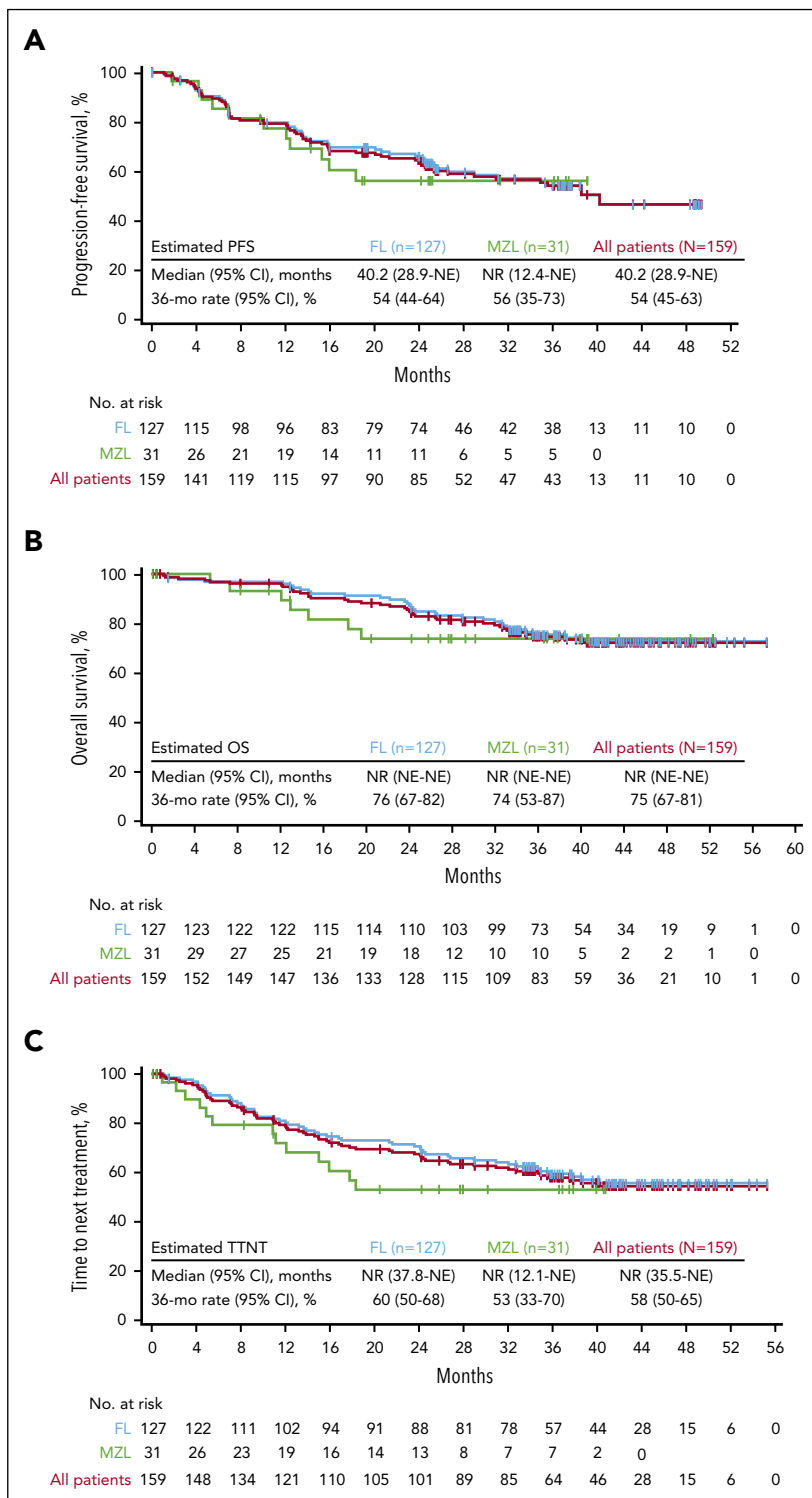 A
Progression-free survival, %
100
80
60
40
20
0
Estimated PFS FL (n=127) MZL (n=31) All patients (N=159)
Median (95% CI), months 40.2 (28.9-NE) NR (12.4-NE) 40.2 (28.9-NE)
36-mo rate (95% CI), % 54 (44-64) 56 (35-73) 54 (45-63)
0 4 8 12 16 20 24 28 32 36 40 44 48 52
Months
No. at risk
FL 127 115 98 96 83 79 74 46 42 38 13 11 10 0
MZL 31 26 21 19 14 11 11 6 5 5 0
All patients 159 141 119 115 97 90 85 52 47 43 13 11 10 0
B
Overall survival, %
100
80
60
40
20
0
Estimated OS FL (n=127) MZL (n=31) All patients (N=159)
Median (95% CI), months NR (NE-NE) NR (NE-NE) NR (NE-NE)
36-mo rate (95% CI), % 76 (67-82) 74 (53-87) 75 (67-81)
0 4 8 12 16 20 24 28 32 36 40 44 48 52 56 60
Months
No. at risk
FL 127 123 122 122 115 114 110 103 99 73 54 34 19 9 1 0
MZL 31 29 27 25 21 19 18 12 10 10 5 2 2 1 0
All patients 159 152 149 147 136 133 128 115 109 83 59 36 21 10 1 0
C
Time to next treatment, %
100
80
60
40
20
0
Estimated TTNT FL (n=127) MZL (n=31) All patients (N=159)
Median (95% CI), months NR (37.8-NE) NR (12.1-NE) NR (35.5-NE)
36-mo rate (95% CI), % 60 (50-68) 53 (33-70) 58 (50-65)
0 4 8 12 16 20 24 28 32 36 40 44 48 52 56
Months
No. at risk
FL 127 122 111 102 94 91 88 81 78 57 44 28 15 6 0
MZL 31 26 23 19 16 14 13 8 7 7 2 0
All patients 159 148 134 121 110 105 101 89 85 64 46 28 15 6 0